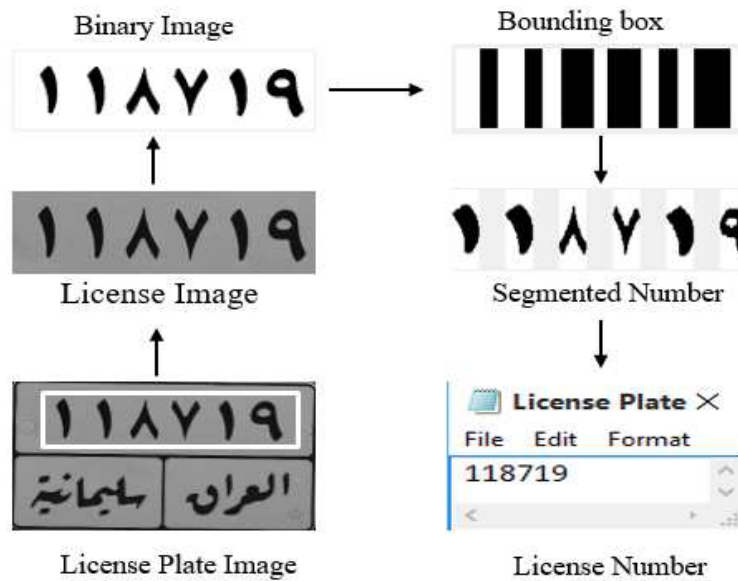 Binary Image
Bounding box
١١٨٧١٩
١١٨٧١٩
License Image
١١٨٧١٩
Segmented Number
١١٨٧١٩
سليمانية العراق
License Plate Image
License Plate ×
File Edit Format
118719
License Number